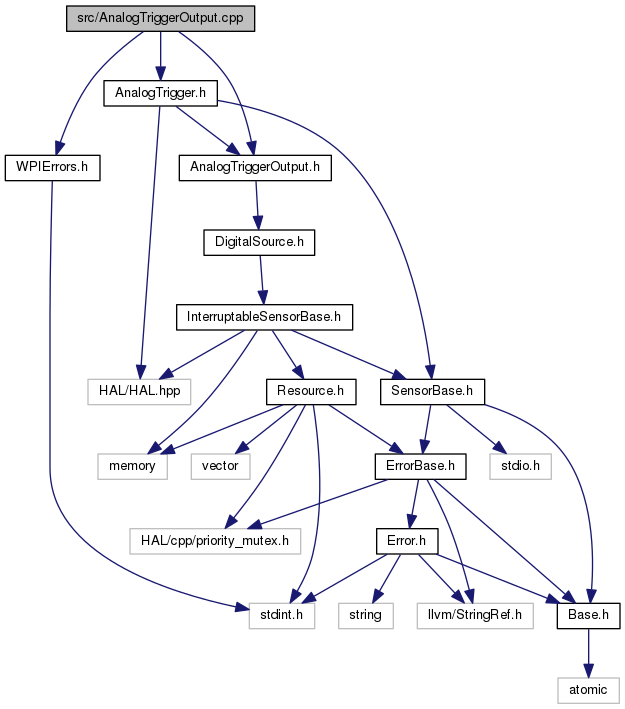 src/AnalogTriggerOutput.cpp
AnalogTrigger.h
WPIErrors.h
AnalogTriggerOutput.h
DigitalSource.h
InterruptableSensorBase.h
HAL/HAL.hpp
Resource.h
SensorBase.h
memory
vector
ErrorBase.h
stdio.h
HAL/cpp/priority_mutex.h
Error.h
stdint.h
string
llvm/StringRef.h
Base.h
atomic